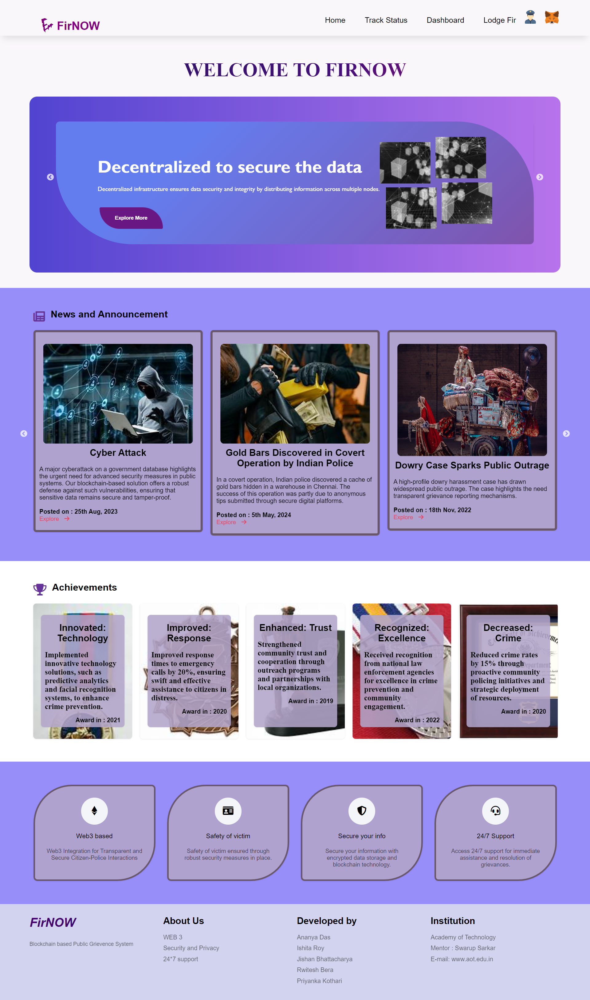 FirNOW
Home
Track Status
Dashboard
Lodge Fir
WELCOME TO FIRNOW
Decentralized to secure the data
Decentralized infrastructure ensures data security and integrity by distributing information across multiple nodes.
Explore More
News and Announcement
Cyber Attack
A major cyberattack on a government database highlights
the urgent need for advanced security measures in public
systems. Our blockchain-based solution offers a robust
defense against such vulnerabilities, ensuring that
sensitive data remains secure and tamper-proof.
Posted on : 25th Aug, 2023
Explore
Gold Bars Discovered in Covert
Operation by Indian Police
In a covert operation, Indian police discovered a cache of
gold bars hidden in a warehouse in Chennai. The
success of this operation was partly due to anonymous
tips submitted through secure digital platforms.
Posted on : 5th May, 2024
Explore
Dowry Case Sparks Public Outrage
A high-profile dowry harassment case has drawn
widespread public outrage. The case highlights the need
transparent grievance reporting mechanisms.
Posted on : 18th Nov, 2022
Explore
Achievements
Innovated:
Technology
Implemented
innovative technology
solutions, such as
predictive analytics
and facial recognition
systems, to enhance
crime prevention.
Award in : 2021
Improved:
Response
Improved response
times to emergency
calls by 20%, ensuring
swift and effective
assistance to citizens in
distress.
Award in : 2020
Enhanced: Trust
Strengthened
community trust and
cooperation through
outreach programs
and partnerships with
local organizations.
Award in : 2019
Recognized:
Excellence
Received recognition
from national law
enforcement agencies
for excellence in crime
prevention and
community
engagement.
Award in : 2022
Decreased:
Crime
Reduced crime rates
by 15% through
proactive community
policing initiatives and
strategic deployment
of resources.
Award in : 2020
Web3 based
Web3 Integration for Transparent and
Secure Citizen-Police Interactions
Safety of victim
Safety of victim ensured through
robust security measures in place.
Secure your info
Secure your information with
encrypted data storage and
blockchain technology.
24/7 Support
Access 24/7 support for immediate
assistance and resolution of
grievances.
FirNOW
Blockchain based Public Grievence System
About Us
WEB 3
Security and Privacy
24*7 support
Developed by
Ananya Das
Ishita Roy
Jishan Bhattacharya
Rwitesh Bera
Priyanka Kothari
Institution
Academy of Technology
Mentor : Swarup Sarkar
E-mail: www.aot.edu.in